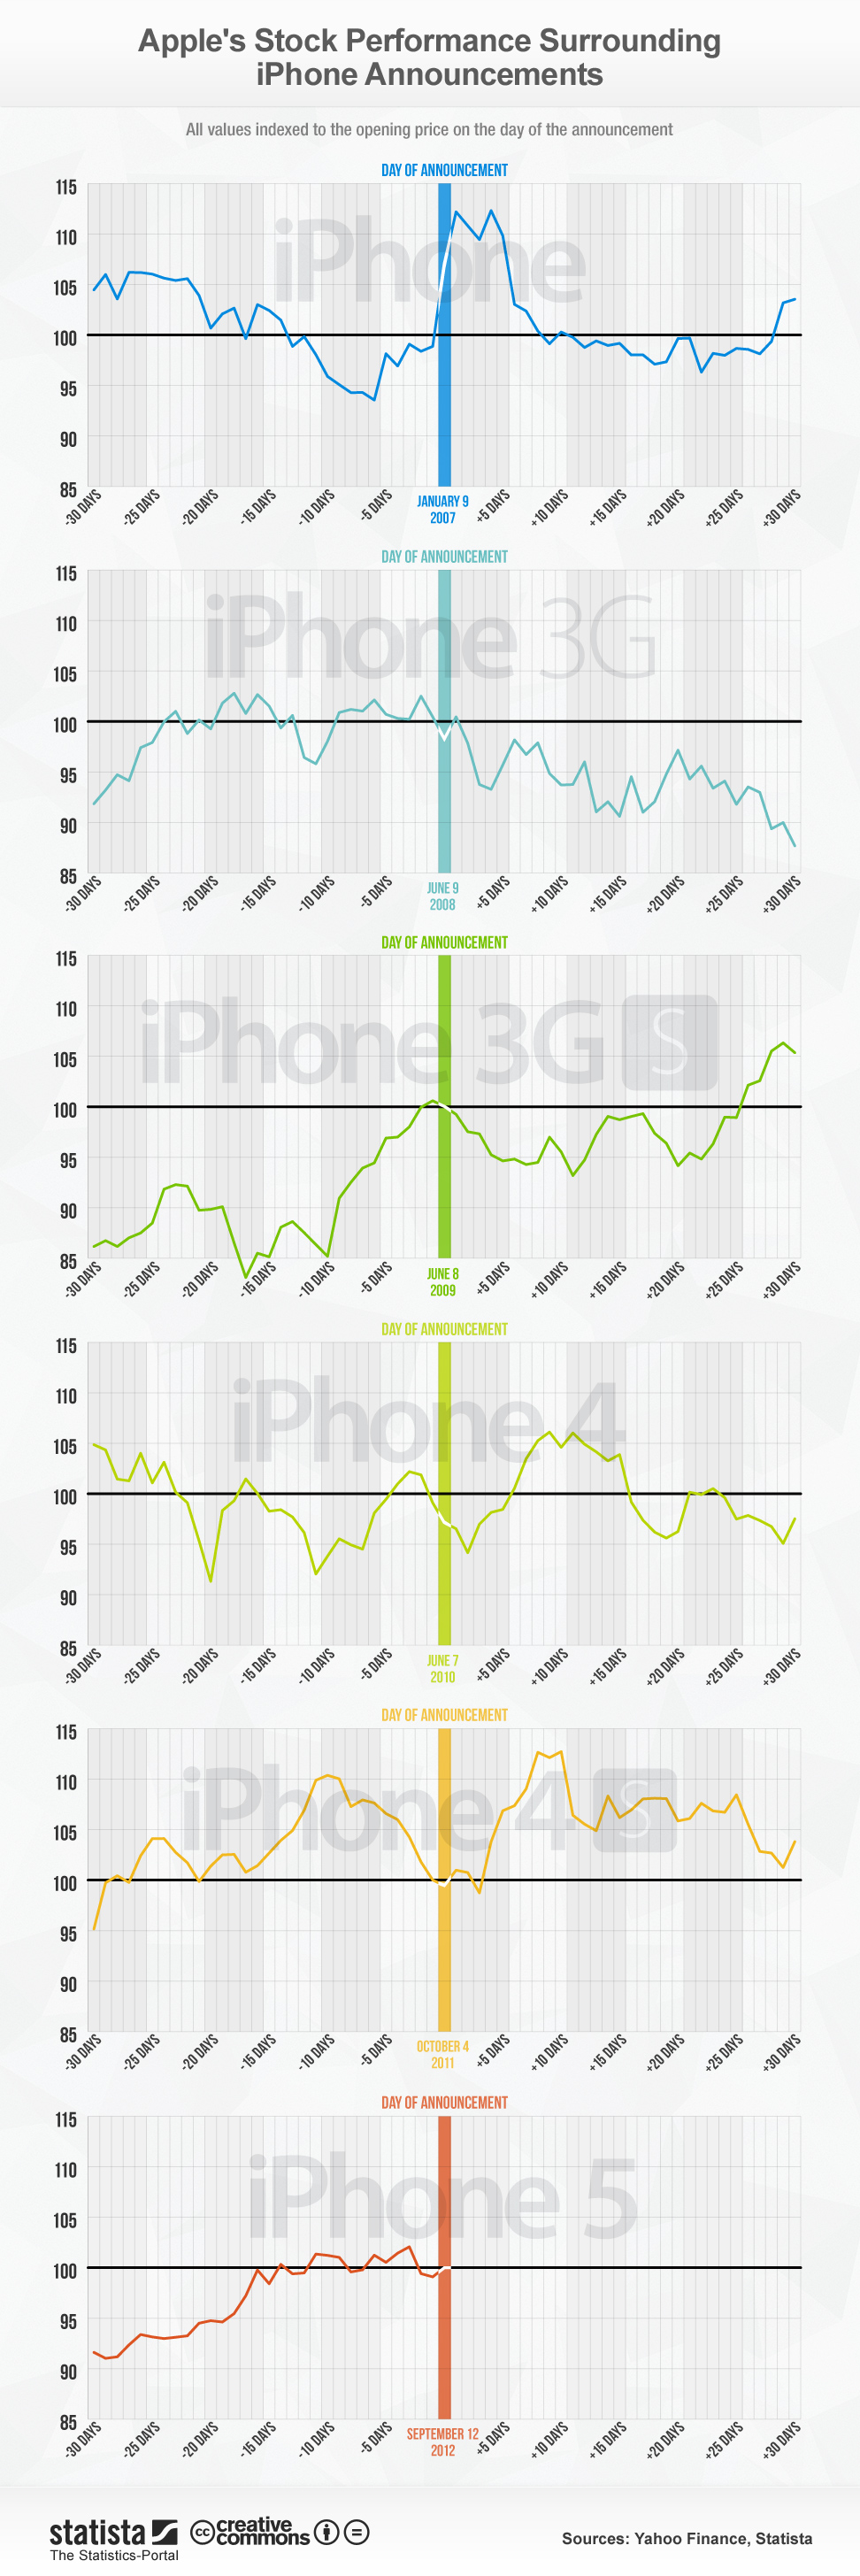 Apple's Stock Performance Surrounding
iPhone Announcements
All values indexed to the opening price on the day of the announcement
DAY OF ANNOUNCEMENT
iPhone
115
110
105
100
95
90
85
-30 DAYS
-25 DAYS
-20 DAYS
-15 DAYS
-10 DAYS
-5 DAYS
JANUARY 9
2007
+5 DAYS
+10 DAYS
+15 DAYS
+20 DAYS
+25 DAYS
+30 DAYS
DAY OF ANNOUNCEMENT
iPhone 3G
115
110
105
100
95
90
85
-30 DAYS
-25 DAYS
-20 DAYS
-15 DAYS
-10 DAYS
-5 DAYS
JUNE 9
2008
+5 DAYS
+10 DAYS
+15 DAYS
+20 DAYS
+25 DAYS
+30 DAYS
DAY OF ANNOUNCEMENT
iPhone 3G S
115
110
105
100
95
90
85
-30 DAYS
-25 DAYS
-20 DAYS
-15 DAYS
-10 DAYS
-5 DAYS
JUNE 8
2009
+5 DAYS
+10 DAYS
+15 DAYS
+20 DAYS
+25 DAYS
+30 DAYS
DAY OF ANNOUNCEMENT
iPhone 4
115
110
105
100
95
90
85
-30 DAYS
-25 DAYS
-20 DAYS
-15 DAYS
-10 DAYS
-5 DAYS
JUNE 7
2010
+5 DAYS
+10 DAYS
+15 DAYS
+20 DAYS
+25 DAYS
+30 DAYS
DAY OF ANNOUNCEMENT
iPhone 4 S
115
110
105
100
95
90
85
-30 DAYS
-25 DAYS
-20 DAYS
-15 DAYS
-10 DAYS
-5 DAYS
OCTOBER 4
2011
+5 DAYS
+10 DAYS
+15 DAYS
+20 DAYS
+25 DAYS
+30 DAYS
DAY OF ANNOUNCEMENT
iPhone 5
115
110
105
100
95
90
85
-30 DAYS
-25 DAYS
-20 DAYS
-15 DAYS
-10 DAYS
-5 DAYS
SEPTEMBER 12
2012
+5 DAYS
+10 DAYS
+15 DAYS
+20 DAYS
+25 DAYS
+30 DAYS
statista
The Statistics-Portal
cc creative
commons
Sources: Yahoo Finance, Statista